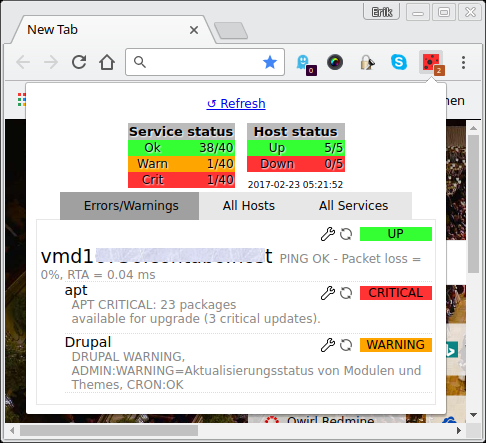 Erik
New Tab
0
2
↺ Refresh
Service status
Ok 38/40
Warn 1/40
Crit 1/40
Host status
Up 5/5
Down 0/5
2017-02-23 05:21:52
Errors/Warnings All Hosts All Services
UP
PING OK - Packet loss =
0%, RTA = 0.04 ms
apt CRITICAL
APT CRITICAL: 23 packages
available for upgrade (3 critical updates).
Drupal WARNING
DRUPAL WARNING,
ADMIN:WARNING=Aktualisierungsstatus von Modulen und
Themes, CRON:OK
Qwirl Redmine